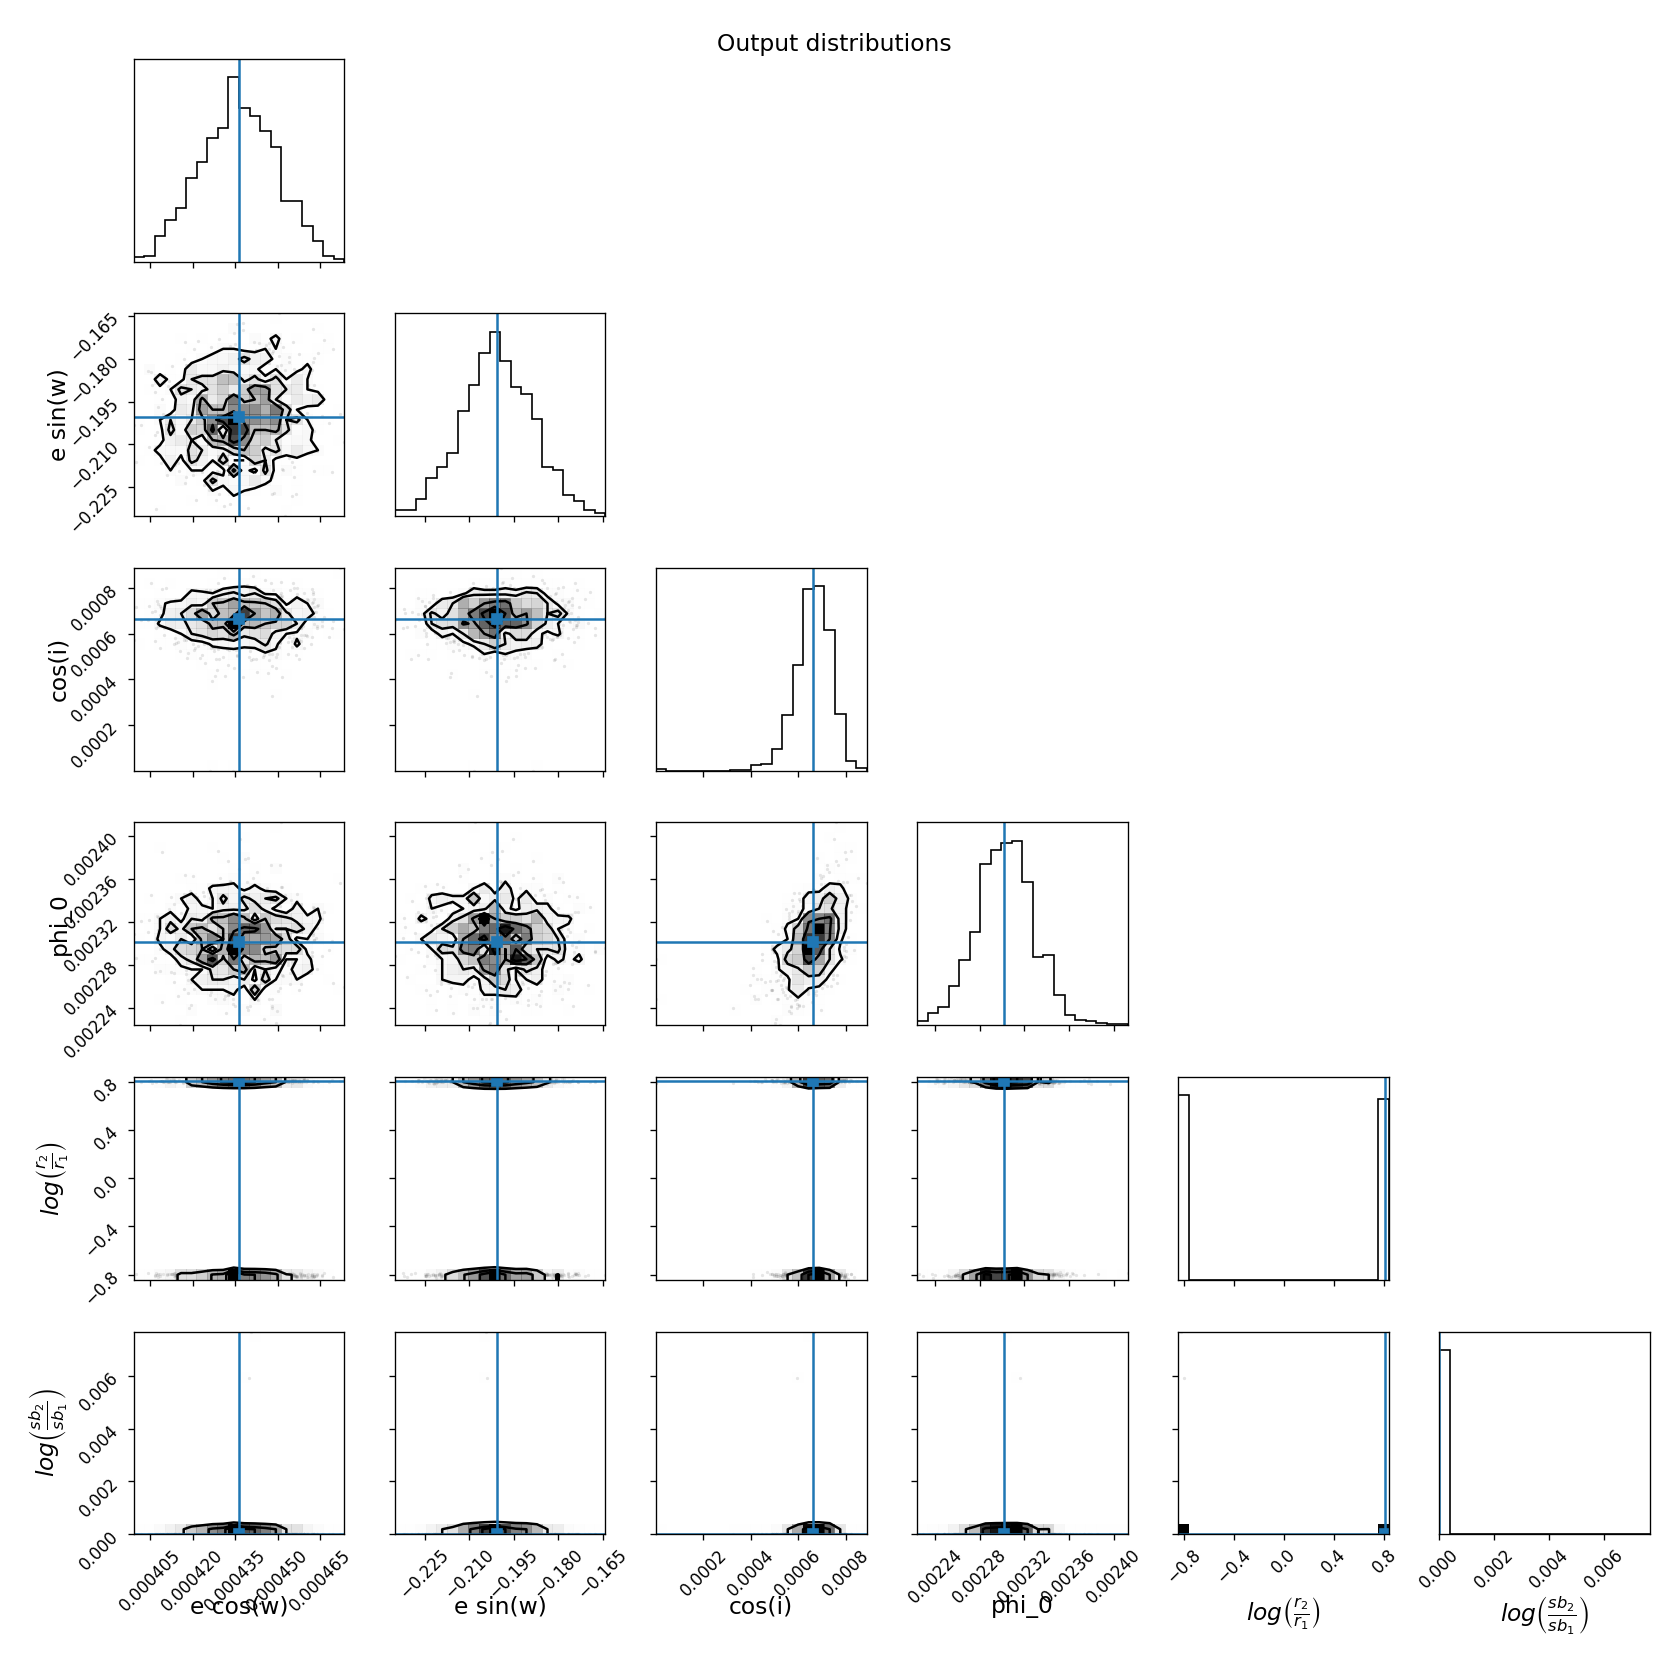 Output distributions
e sin(w)
−0.165
−0.180
−0.195
−0.210
−0.225
cos(i)
0.0008
0.0006
0.0004
0.0002
phi_0
0.00240
0.00236
0.00232
0.00228
0.00224
log(r2/r1)
0.8
0.4
0.0
−0.4
−0.8
log(sb2/sb1)
0.006
0.004
0.002
0.000
0.000405 0.000420 0.000435 0.000450 0.000465
−0.225 −0.210 −0.195 −0.180 −0.165
0.0002 0.0004 0.0006 0.0008
0.00224 0.00228 0.00232 0.00236 0.00240
−0.8 −0.4 0.0 0.4 0.8
0.000 0.002 0.004 0.006
e cos(w) e sin(w) cos(i) phi_0 log(r2/r1) log(sb2/sb1)